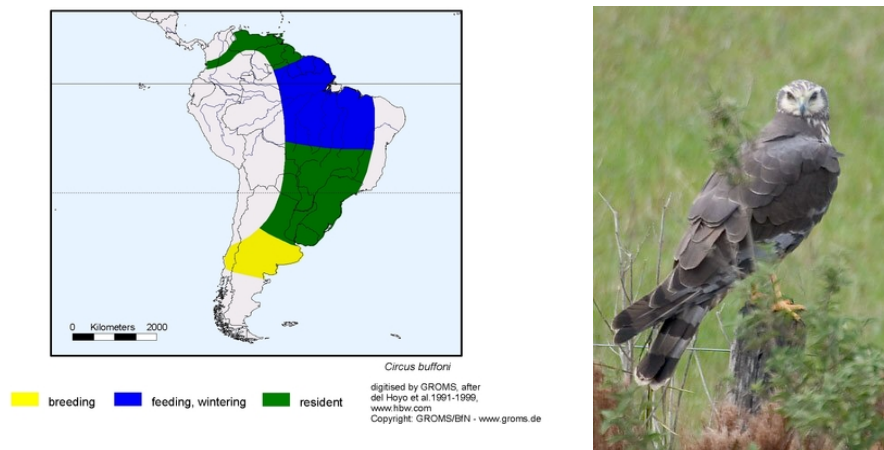 0 Kilometers 2000
Circus buffoni
breeding
feeding, wintering
resident
digitised by GROMS, after
del Hoyo et al.1991-1999,
www.hbw.com
Copyright: GROMS/BfN - www.groms.de